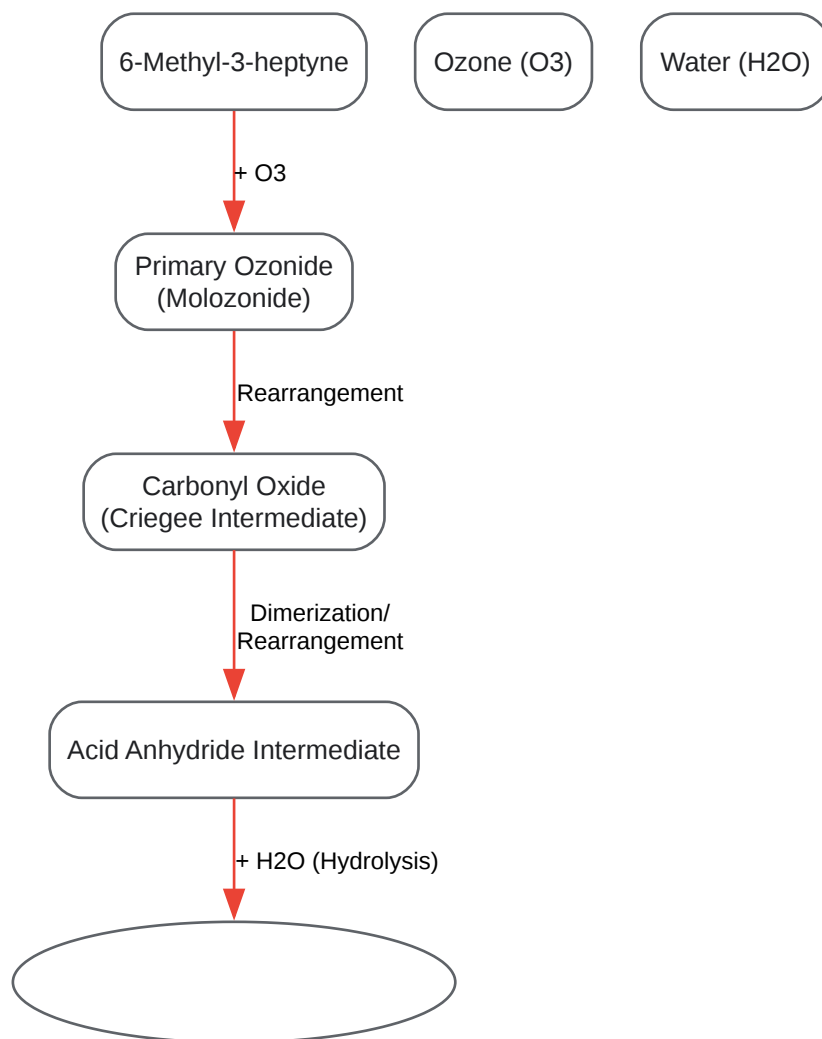 6-Methyl-3-heptyne
Ozone (O3)
Water (H2O)
+ O3
Primary Ozonide
(Molozonide)
Rearrangement
Carbonyl Oxide
(Criegee Intermediate)
Dimerization/
Rearrangement
Acid Anhydride Intermediate
+ H2O (Hydrolysis)